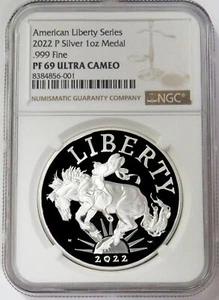 American Liberty Series
2022 P Silver 1oz Medal
.999 Fine
PF 69 ULTRA CAMEO
8384856-001
NUMISMATIC GUARANTY COMPANY
NGC
LIBERTY
2022